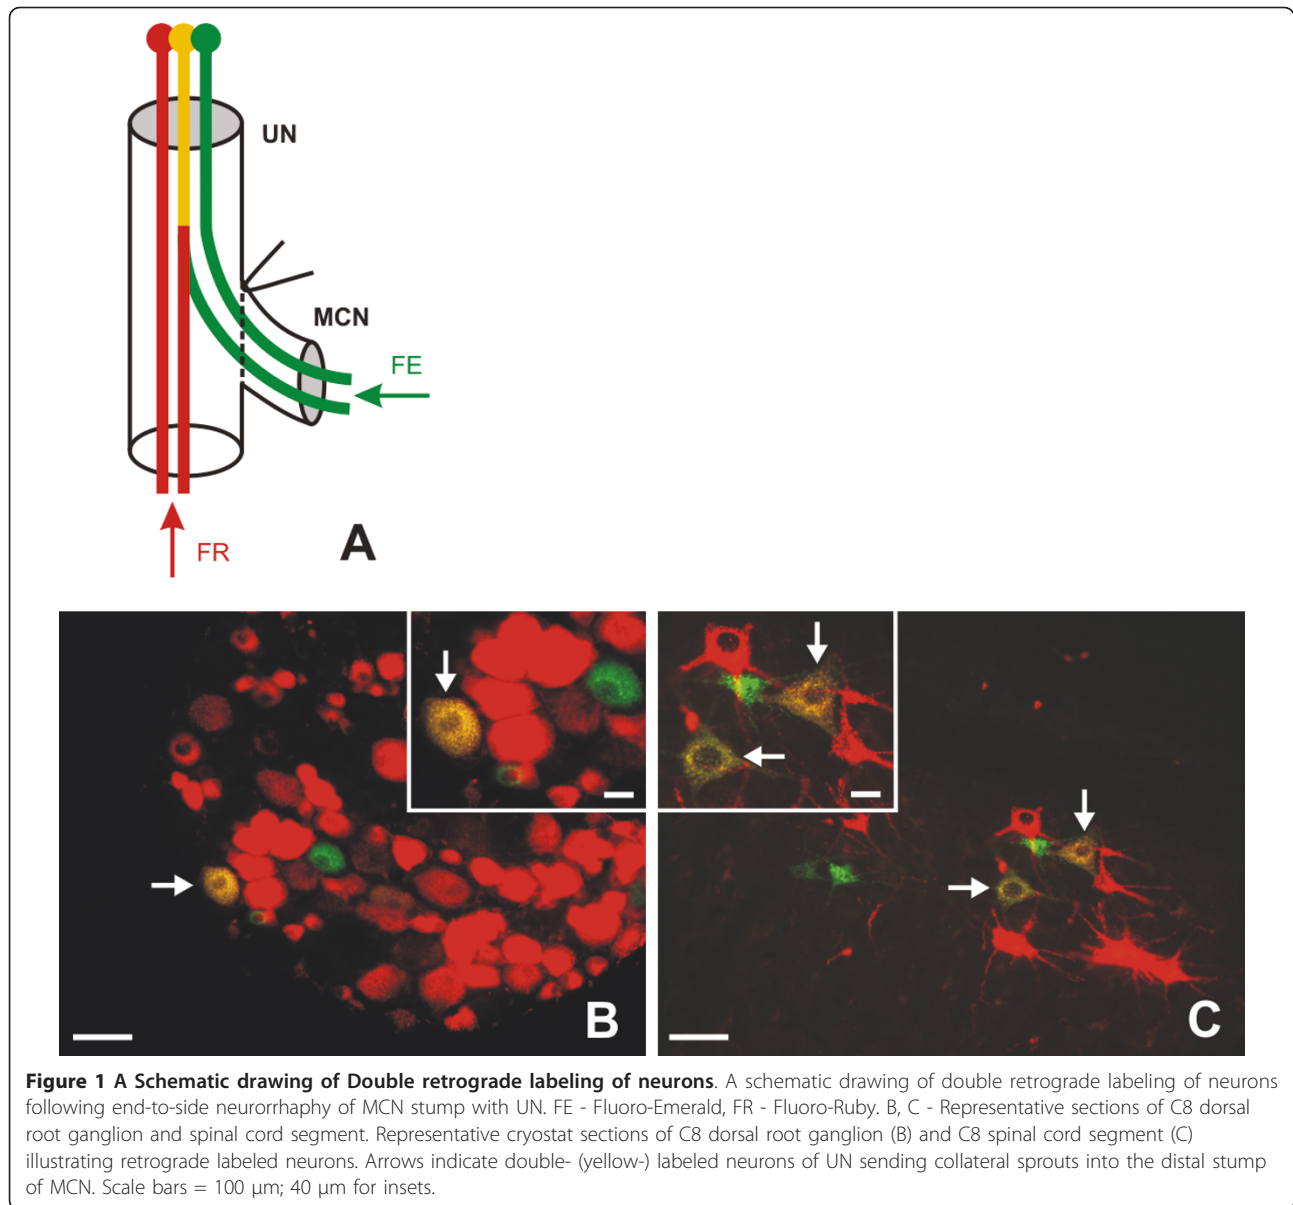 UN
MCN
FE
A
FR
B
C
Figure 1 A Schematic drawing of Double retrograde labeling of neurons. A schematic drawing of double retrograde labeling of neurons
following end-to-side neurorrhaphy of MCN stump with UN. FE - Fluoro-Emerald, FR - Fluoro-Ruby. B, C - Representative sections of C8 dorsal
root ganglion and spinal cord segment. Representative cryostat sections of C8 dorsal root ganglion (B) and C8 spinal cord segment (C)
illustrating retrograde labeled neurons. Arrows indicate double- (yellow-) labeled neurons of UN sending collateral sprouts into the distal stump
of MCN. Scale bars = 100 μm; 40 μm for insets.